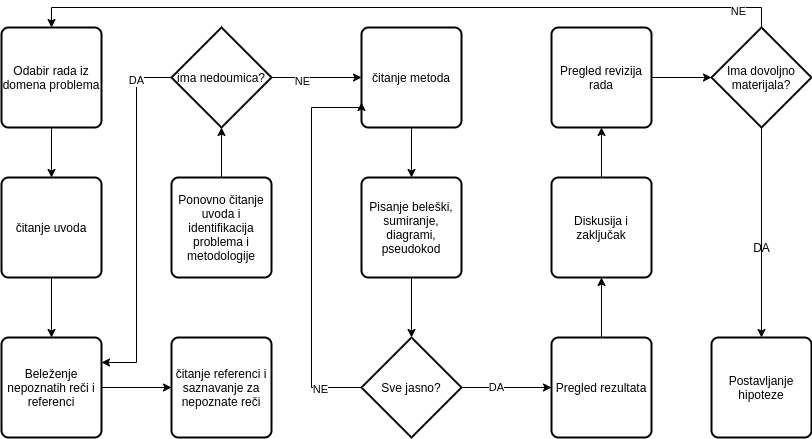 NE
Odabir rada iz
domena problema
DA
ima nedoumica?
NE
čitanje metoda
Pregled revizija
rada
Ima dovoljno
materijala?
čitanje uvoda
Ponovno čitanje
uvoda i
identifikacija
problema i
metodologije
Pisanje beleški,
sumiranje,
diagrami,
pseudokod
Diskusija i
zaključak
DA
Beleženje
nepoznatih reči i
referenci
čitanje referenci i
saznavanje za
nepoznate reči
NE
Sve jasno?
DA
Pregled rezultata
Postavljanje
hipoteze